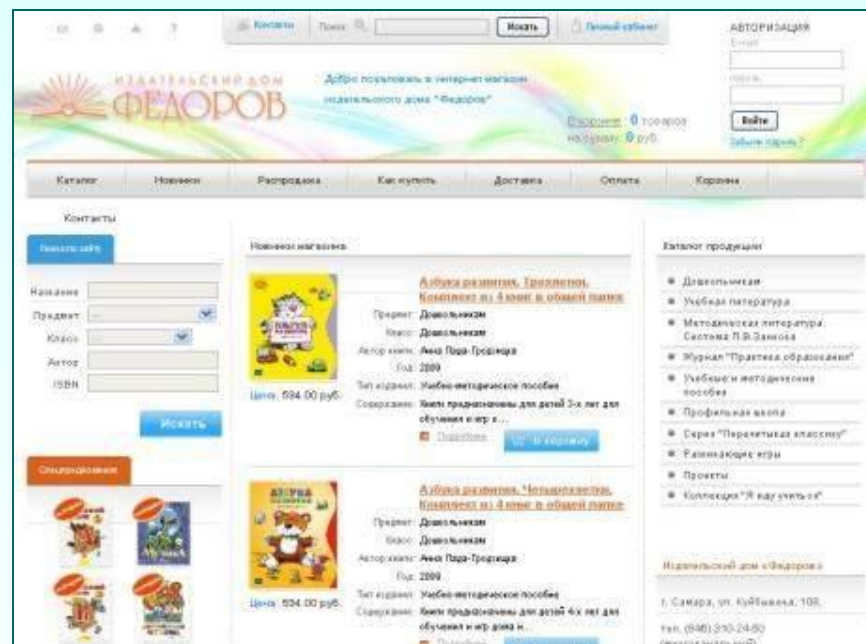 Контакты
Поиск:
Искать
Личный кабинет
АВТОРИЗАЦИЯ
E-mail
пароль
Войти
Забыли пароль?
ИЗДАТЕЛЬСКИЙ ДОМ
ФЕДОРОВ
Добро пожаловать в интернет-магазин
издательского дома "Федоров"
В корзине: 0 товаров
на сумму: 0 руб.
Каталог
Новинки
Распродажа
Как купить
Доставка
Оплата
Корзина
Контакты
Поиск по сайту
Название
Предмет
Класс
Автор
ISBN
Искать
Спецпредложения
Новинки магазина
Азбука развития. Трехлетки.
Комплект из 4 книг в общей папке
Предмет: Дошкольникам
Класс: Дошкольникам
Автор книги: Анна Пада-Гродзицка
Год: 2009
Тип издания: Учебно-методическое пособие
Содержание: Книги предназначены для детей 3-х лет для
обучения и игр в...
Цена: 594.00 руб.
Подробнее
В корзину
Азбука развития. Четырехлетки.
Комплект из 4 книг в общей папке
Предмет: Дошкольникам
Класс: Дошкольникам
Автор книги: Анна Пада-Гродзицка
Год: 2009
Тип издания: Учебно-методическое пособие
Содержание: Книги предназначены для детей 4-х лет для
обучения и игр дома и...
Цена: 594.00 руб.
Подробнее
Каталог продукции
Дошкольникам
Учебная литература
Методическая литература.
Система Л.В.Занкова
Журнал "Практика образования"
Учебные и методические
пособия
Профильная школа
Серия "Перечитывая классику"
Развивающие игры
Проекты
Коллекция "Я иду учиться"
Издательский дом «Федоров»
г. Самара, ул. Куйбышева, 108,
тел. (846) 310-24-50